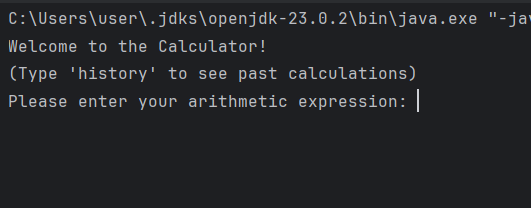 C:\Users\user\.jdks\openjdk-23.0.2\bin\java.exe "-jav
Welcome to the Calculator!
(Type 'history' to see past calculations)
Please enter your arithmetic expression: